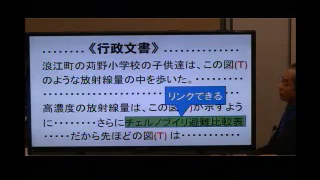 《行政文書》
浪江町の苅野小学校の子供達は、この図(T)
のような放射線量の中を歩いた。
リンクできる
高濃度の放射線量は、この図(T)が示すよう
に・・・・・・・・さらにチェルノブイリ避難比較表
・・・・・だから先ほどの図(T)は・・・・・・・・